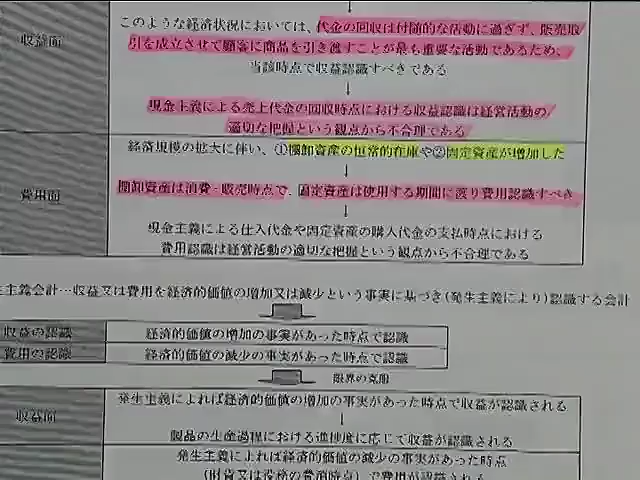 収益面
このような経済状況においては、代金の回収は付随的な活動に過ぎず、販売取
引を成立させて顧客に商品を引き渡すことが最も重要な活動であるため、
当該時点で収益認識すべきである
↓
現金主義による売上代金の回収時点における収益認識は経営活動の
適切な把握という観点から不合理である
費用面
経済規模の拡大に伴い、①棚卸資産の恒常的在庫や②固定資産が増加した
↓
棚卸資産は消費・販売時点で、固定資産は使用する期間に渡り費用認識すべき
↓
現金主義による仕入代金や固定資産の購入代金の支払時点における
費用認識は経営活動の適切な把握という観点から不合理である
生主義会計…収益又は費用を経済的価値の増加又は減少という事実に基づき(発生主義により)認識する会計
収益の認識 経済的価値の増加の事実があった時点で認識
費用の認識 経済的価値の減少の事実があった時点で認識
限界の克服
収益面
発生主義によれば経済的価値の増加の事実があった時点で収益が認識される
↓
製品の生産過程における進捗度に応じて収益が認識される
発生主義によれば経済的価値の減少の事実があった時点
(財貨又は役務の費消時点)で費用が認識される